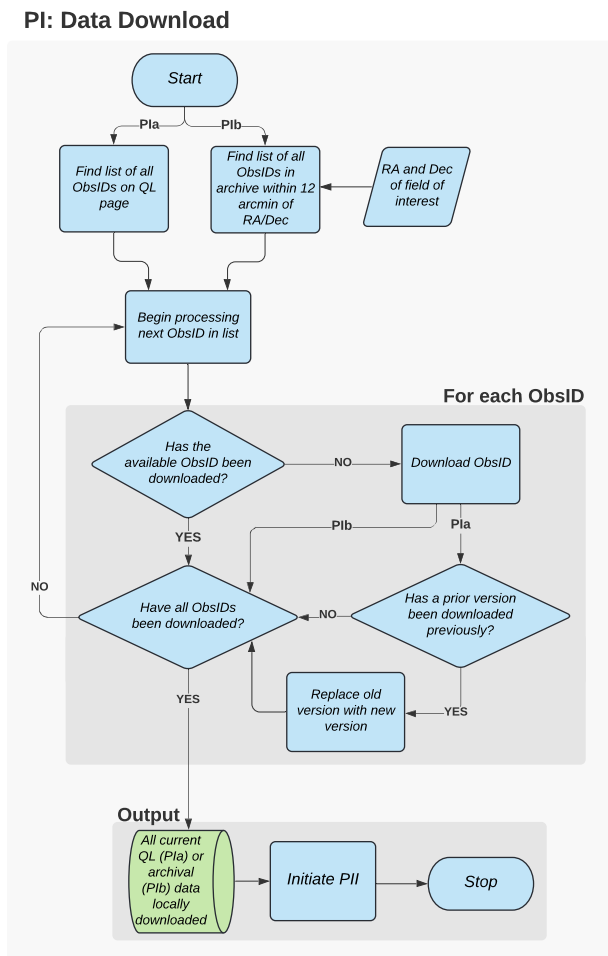 PI: Data Download
Start
PIa
PIb
Find list of all
ObsIDs on QL
page
Find list of all
ObsIDs in
archive within 12
arcmin of
RA/Dec
RA and Dec
of field of
interest
Begin processing
next ObsID in list
For each ObsID
Has the
available ObsID been
downloaded?
NO
Download ObsID
YES
PIb
PIa
NO
Have all ObsIDs
been downloaded?
NO
Has a prior version
been downloaded
previously?
YES
Replace old
version with new
version
YES
Output
All current
QL (PIa) or
archival
(PIb) data
locally
downloaded
Initiate PII
Stop